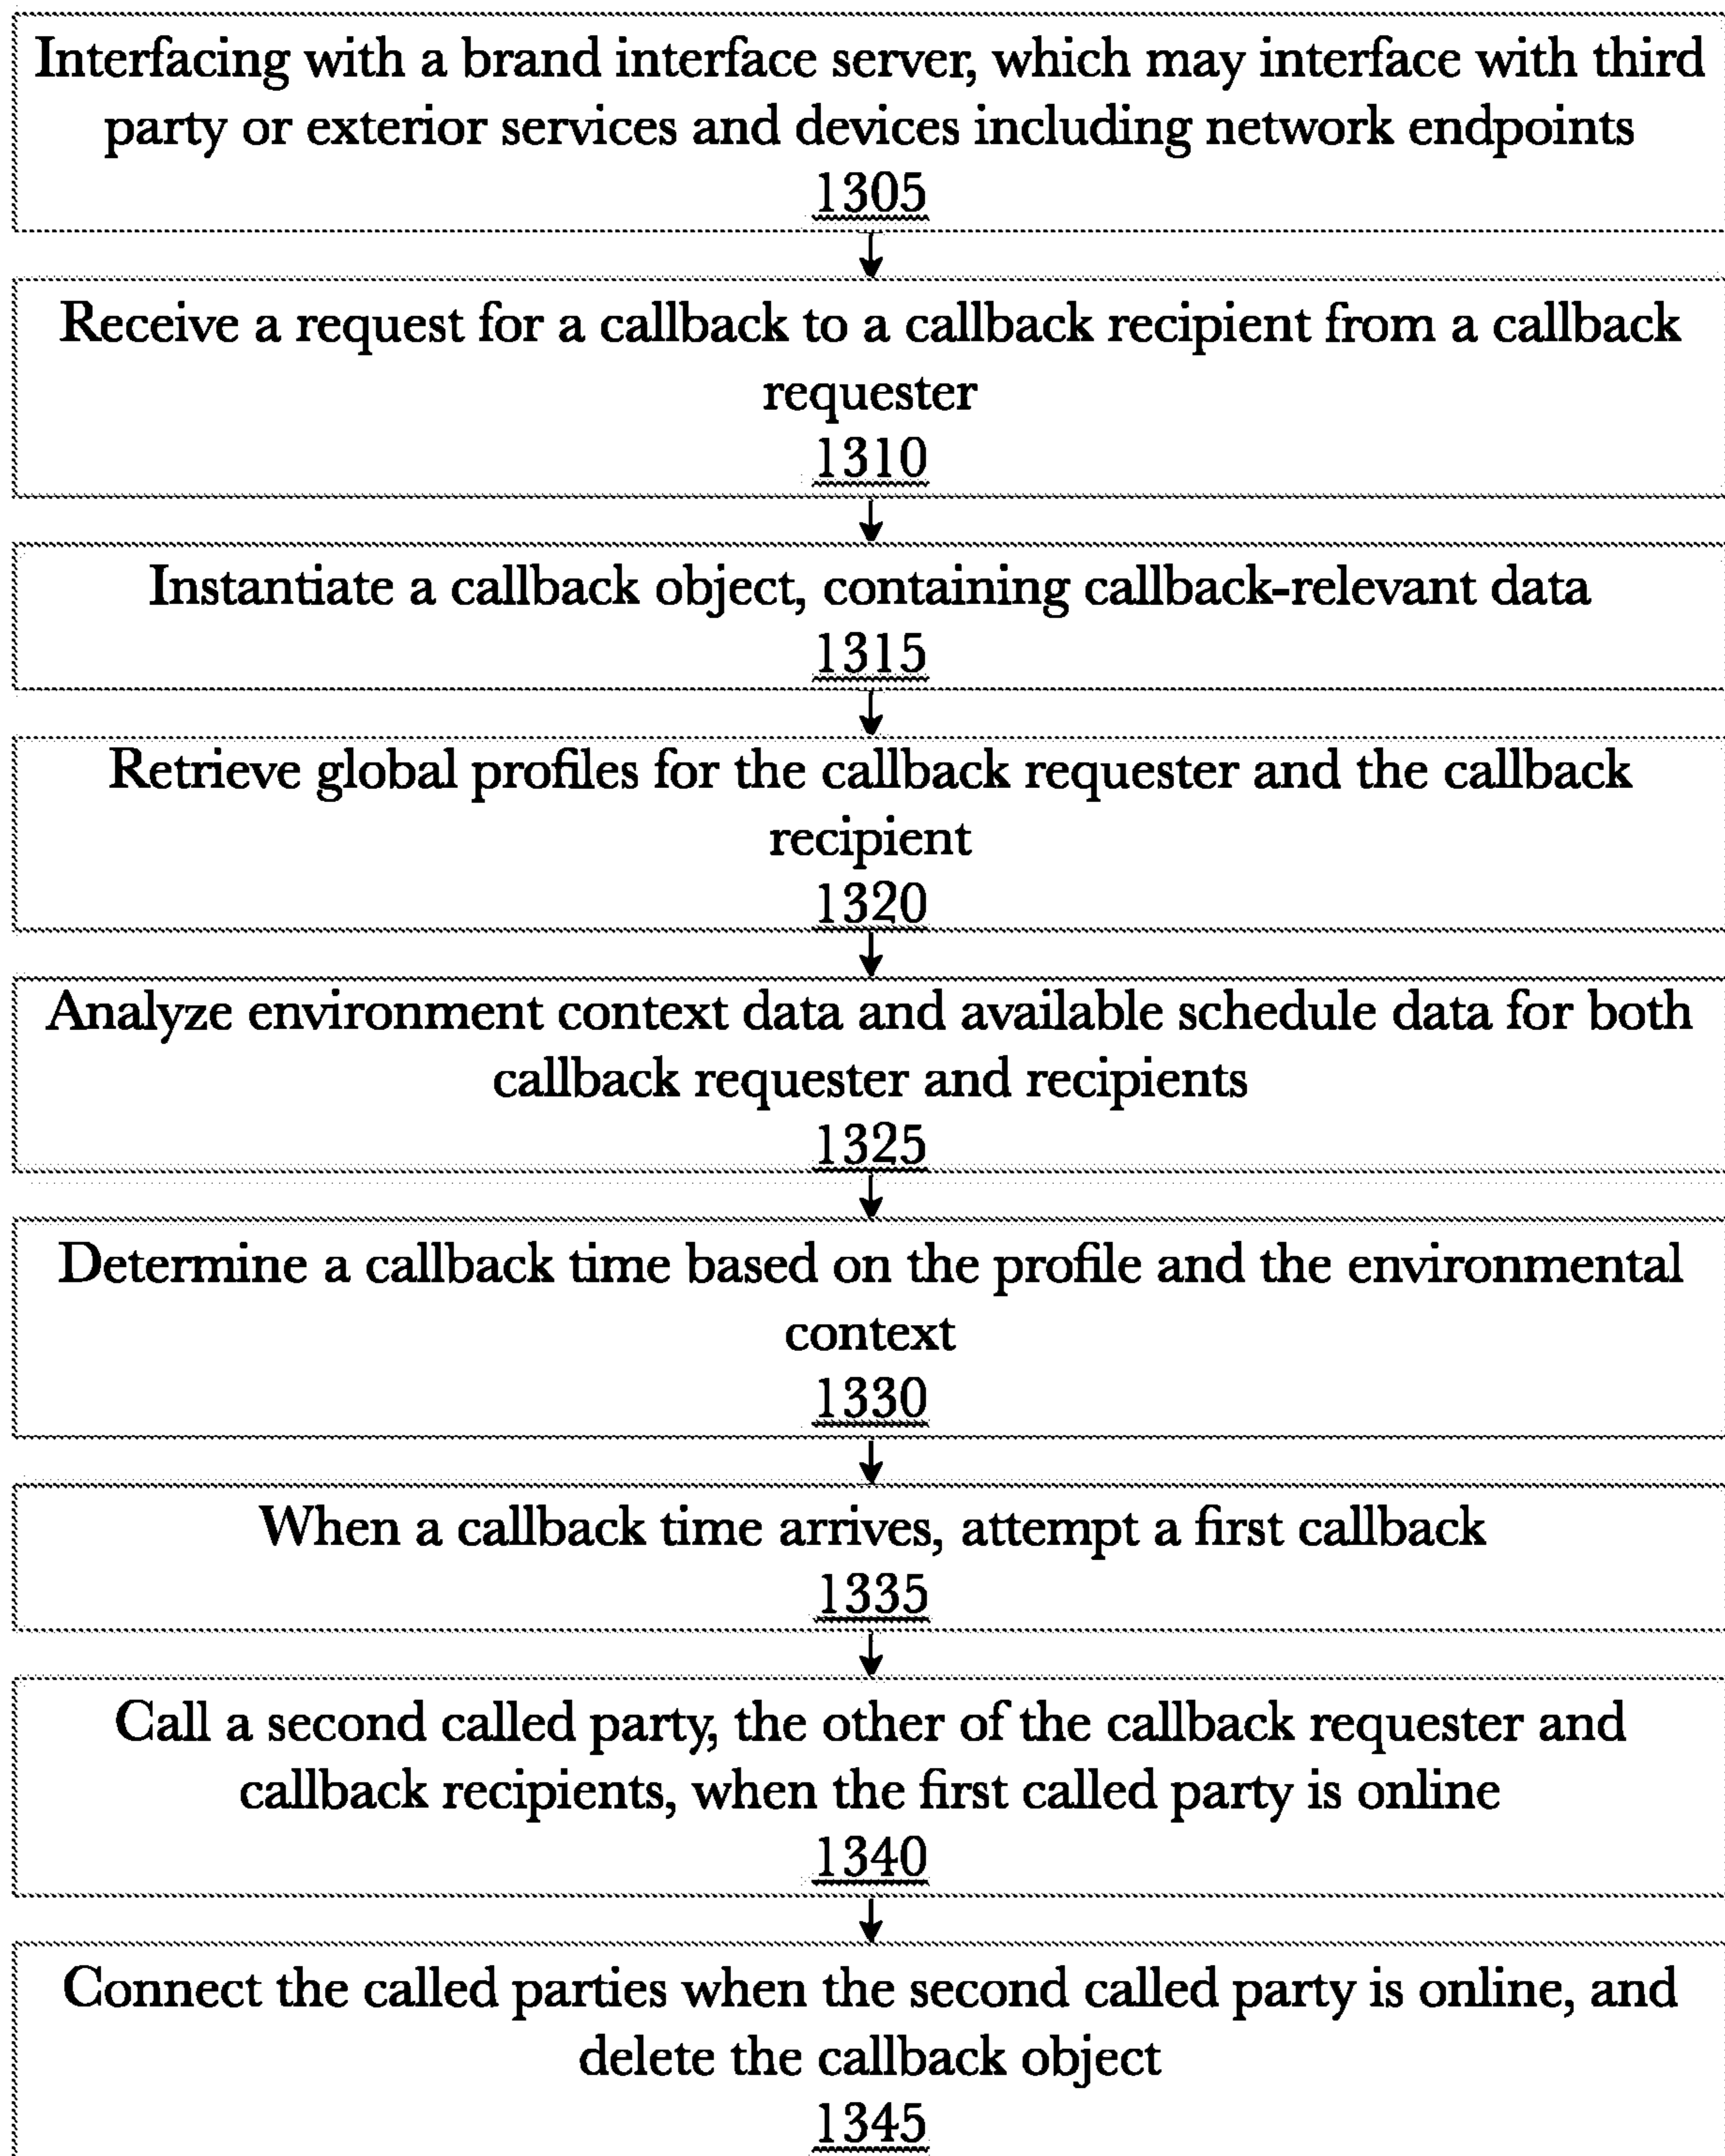 Interfacing with a brand interface server, which may interface with third
party or exterior services and devices including network endpoints
1305
Receive a request for a callback to a callback recipient from a callback
requester
1310
Instantiate a callback object, containing callback-relevant data
1315
Retrieve global profiles for the callback requester and the callback
recipient
1320
Analyze environment context data and available schedule data for both
callback requester and recipients
1325
Determine a callback time based on the profile and the environmental
context
1330
When a callback time arrives, attempt a first callback
1335
Call a second called party, the other of the callback requester and
callback recipients, when the first called party is online
1340
Connect the called parties when the second called party is online, and
delete the callback object
1345